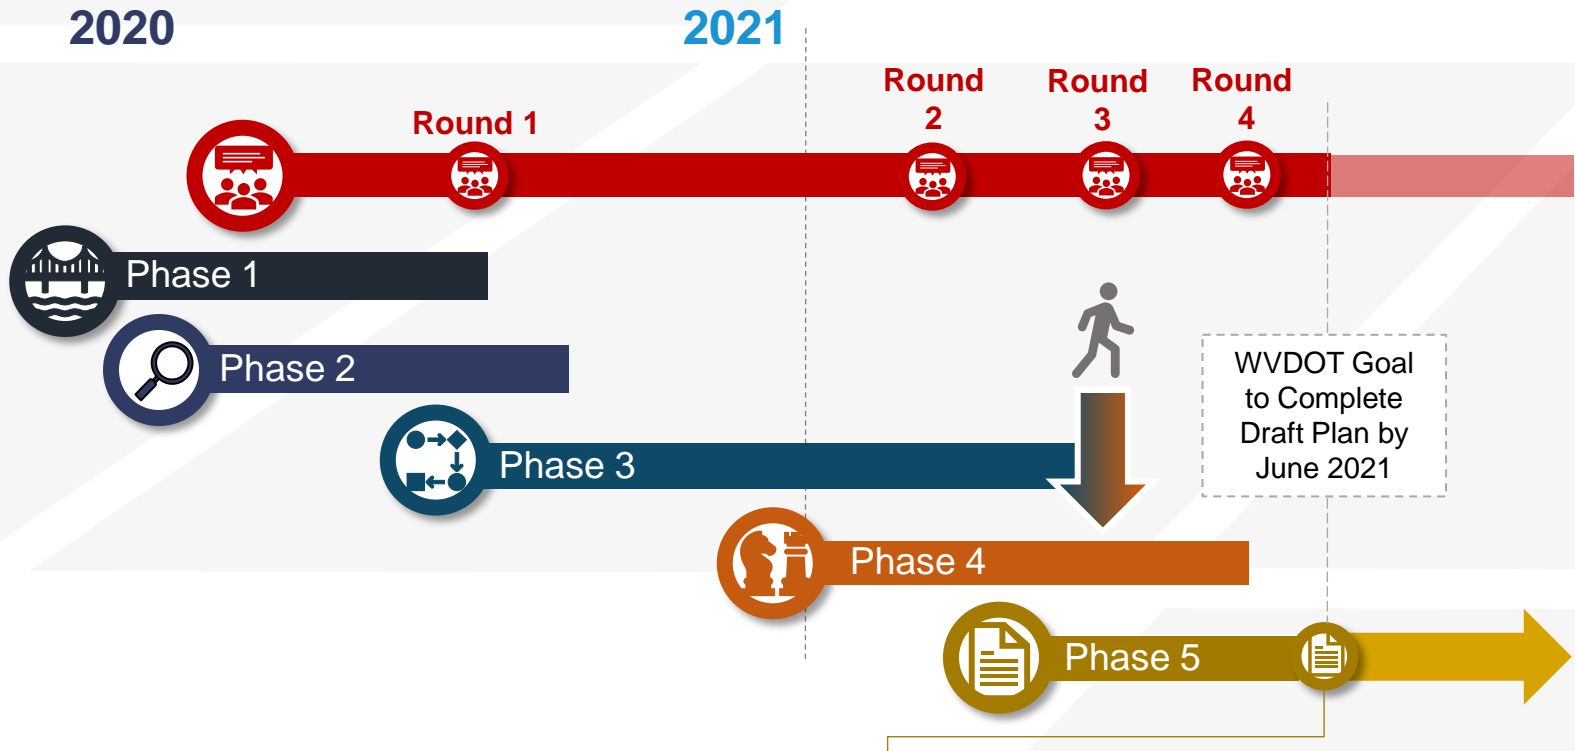 2020
2021
Round 1
Round
2
Round
3
Round
4
Phase 1
Phase 2
Phase 3
Phase 4
Phase 5
WVDOT Goal
to Complete
Draft Plan by
June 2021